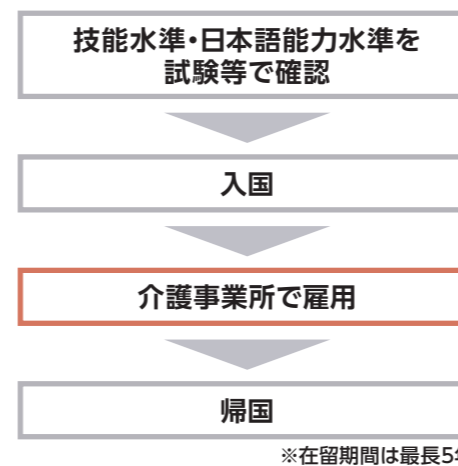 技能水準・日本語能力水準を
試験等で確認
入国
介護事業所で雇用
帰国
※在留期間は最長5年